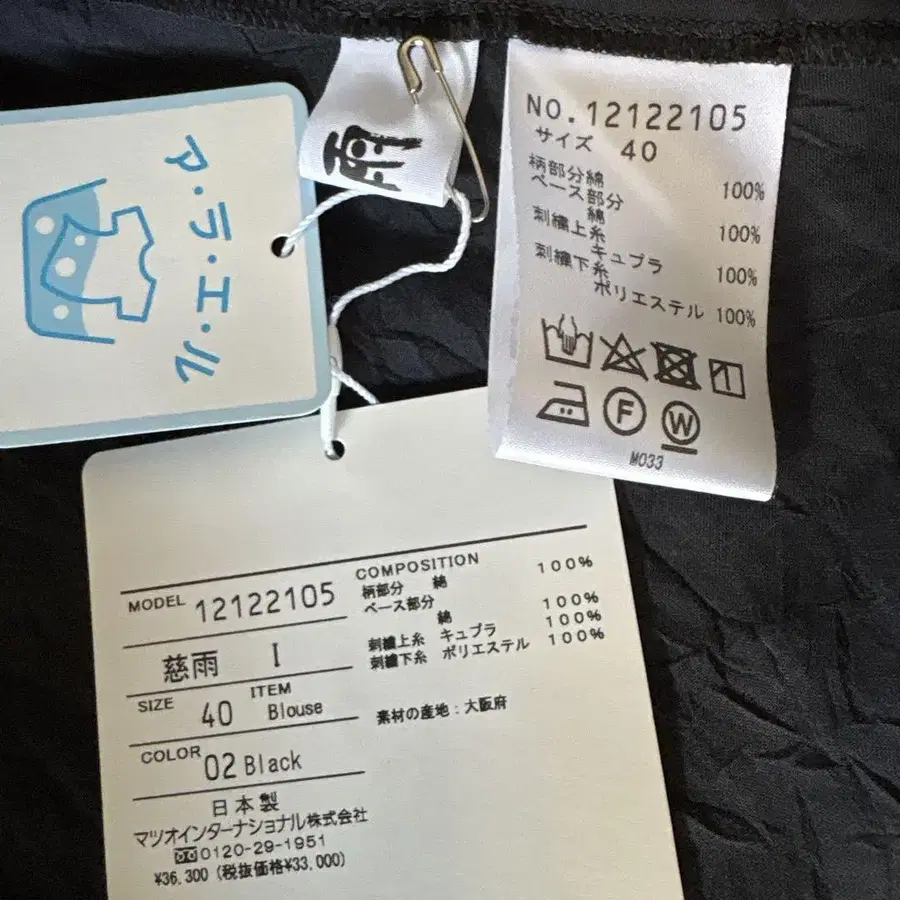 ア・ラ・エ・ル
NO.12122105
サイズ 40
柄部分綿 100%
ベース部分
綿 100%
刺繍上糸
キュプラ 100%
刺繍下糸
ポリエステル 100%
1
F
W
M033
MODEL 12122105
慈雨 I
SIZE 40
ITEM Blouse
COLOR 02 Black
日本製
マツオインターナショナル株式会社
0120-29-1951
¥36,300 (税抜価格¥33,000)
COMPOSITION
柄部分 綿 100%
ベース部分
綿 100%
刺繍上糸 キュプラ 100%
刺繍下糸 ポリエステル 100%
素材の産地:大阪府